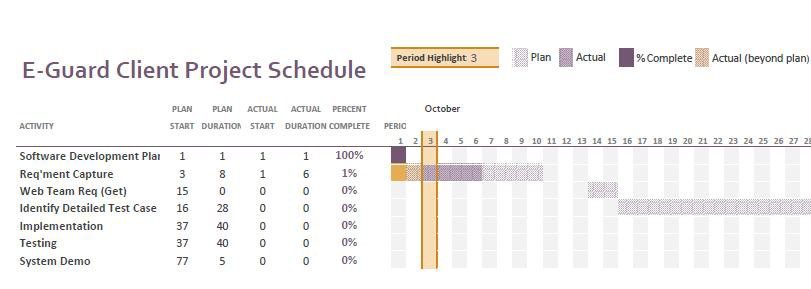 Period Highlight 3 Plan Actual % Complete Actual (beyond plan)
E-Guard Client Project Schedule
PLAN PLAN ACTUAL ACTUAL PERCENT October
ACTIVITY START DURATION START DURATION COMPLETE PERIO
1 2 3 4 5 6 7 8 9 10 11 12 13 14 15 16 17 18 19 20 21 22 23 24 25 26 27 28
Software Development Plan 1 1 1 1 100%
Req'ment Capture 3 8 1 6 1%
Web Team Req (Get) 15 0 0 0 0%
Identify Detailed Test Case 16 28 0 0 0%
Implementation 37 40 0 0 0%
Testing 37 40 0 0 0%
System Demo 77 5 0 0 0%